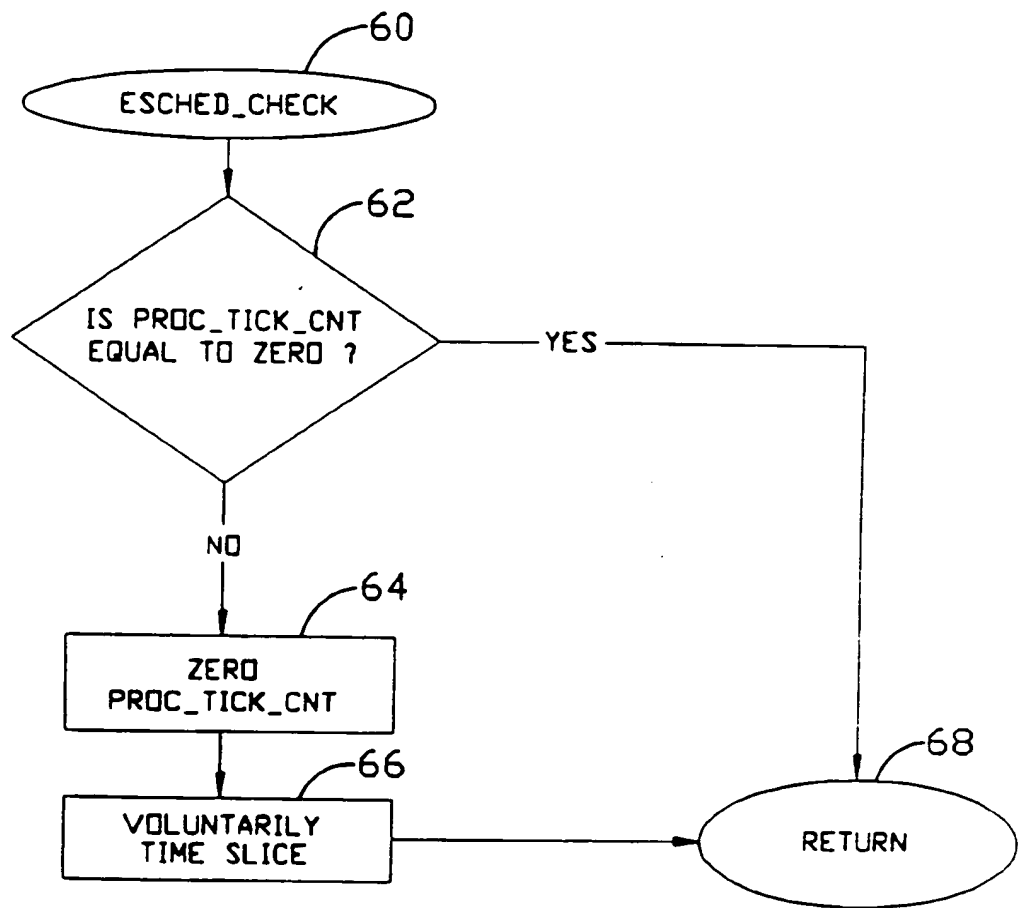 60
ESCHED_CHECK
62
IS PROC_TICK_CNT
EQUAL TO ZERO ?
YES
NO
64
ZERO
PROC_TICK_CNT
66
VOLUNTARILY
TIME SLICE
68
RETURN